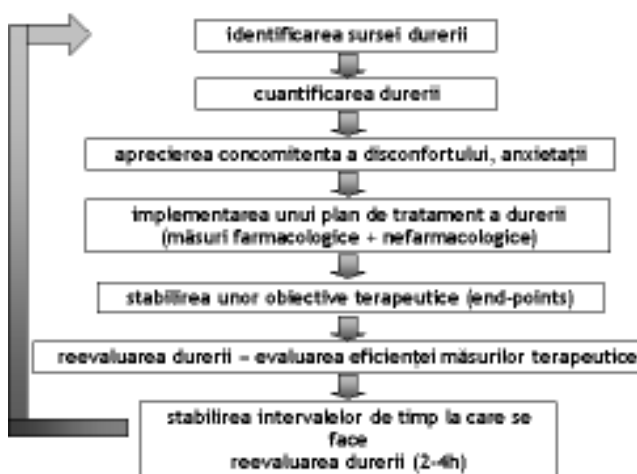 identificarea sursei durerii
cuantificarea durerii
aprecierea concomitenta a disconfortului, anxietații
implementarea unui plan de tratament a durerii
(măsuri farmacologice + nefarmacologice)
stabilirea unor obiective terapeutice (end-points)
reevaluarea durerii – evaluarea eficienței măsurilor terapeutice
stabilirea intervalelor de timp la care se
face
reevaluarea durerii (2-4h)